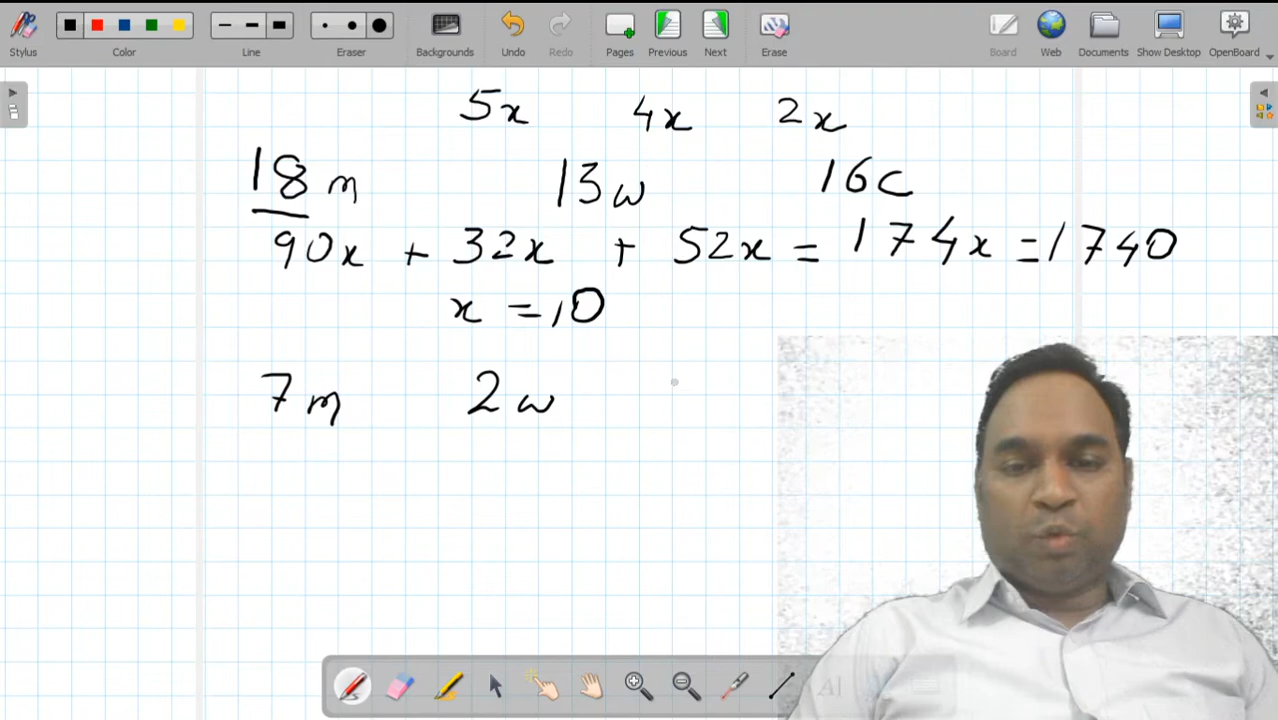 Stylus Color Line Eraser Backgrounds Undo Redo Pages Previous Next Erase Board Web Documents Show Desktop OpenBoard
5x 4x 2x
18 m 13 w 16 c
90x + 32x + 52x = 174x = 1740
x = 10
7 m 2 w